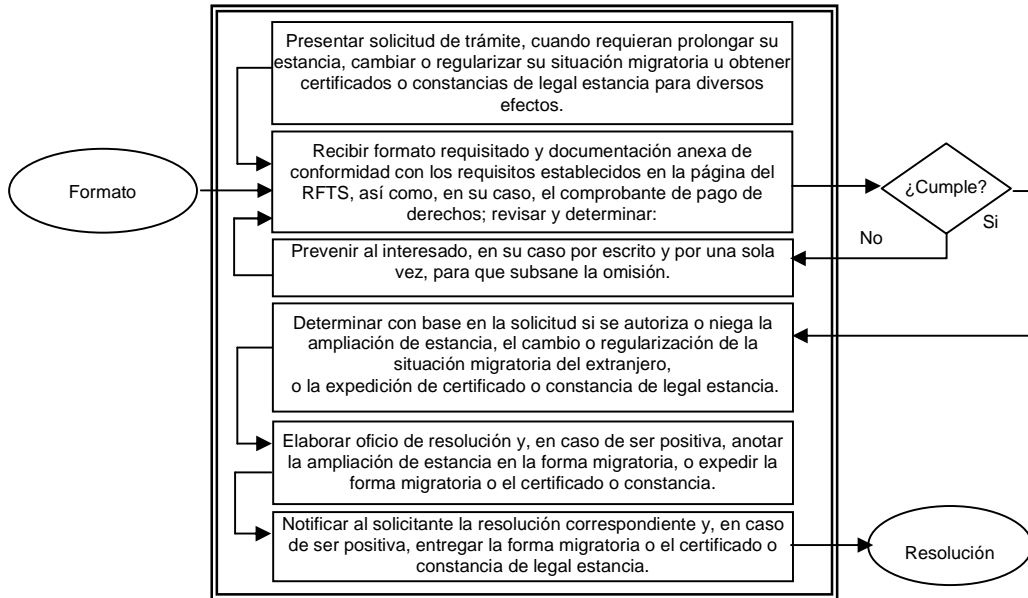 Presentar solicitud de trámite, cuando requieran prolongar su
estancia, cambiar o regularizar su situación migratoria u obtener
certificados o constancias de legal estancia para diversos
efectos.
Formato
Recibir formato requisitado y documentación anexa de
conformidad con los requisitos establecidos en la página del
RFTS, así como, en su caso, el comprobante de pago de
derechos; revisar y determinar:
¿Cumple?
Si
No
Prevenir al interesado, en su caso por escrito y por una sola
vez, para que subsane la omisión.
Determinar con base en la solicitud si se autoriza o niega la
ampliación de estancia, el cambio o regularización de la
situación migratoria del extranjero,
o la expedición de certificado o constancia de legal estancia.
Elaborar oficio de resolución y, en caso de ser positiva, anotar
la ampliación de estancia en la forma migratoria, o expedir la
forma migratoria o el certificado o constancia.
Notificar al solicitante la resolución correspondiente y, en caso
de ser positiva, entregar la forma migratoria o el certificado o
constancia de legal estancia.
Resolución